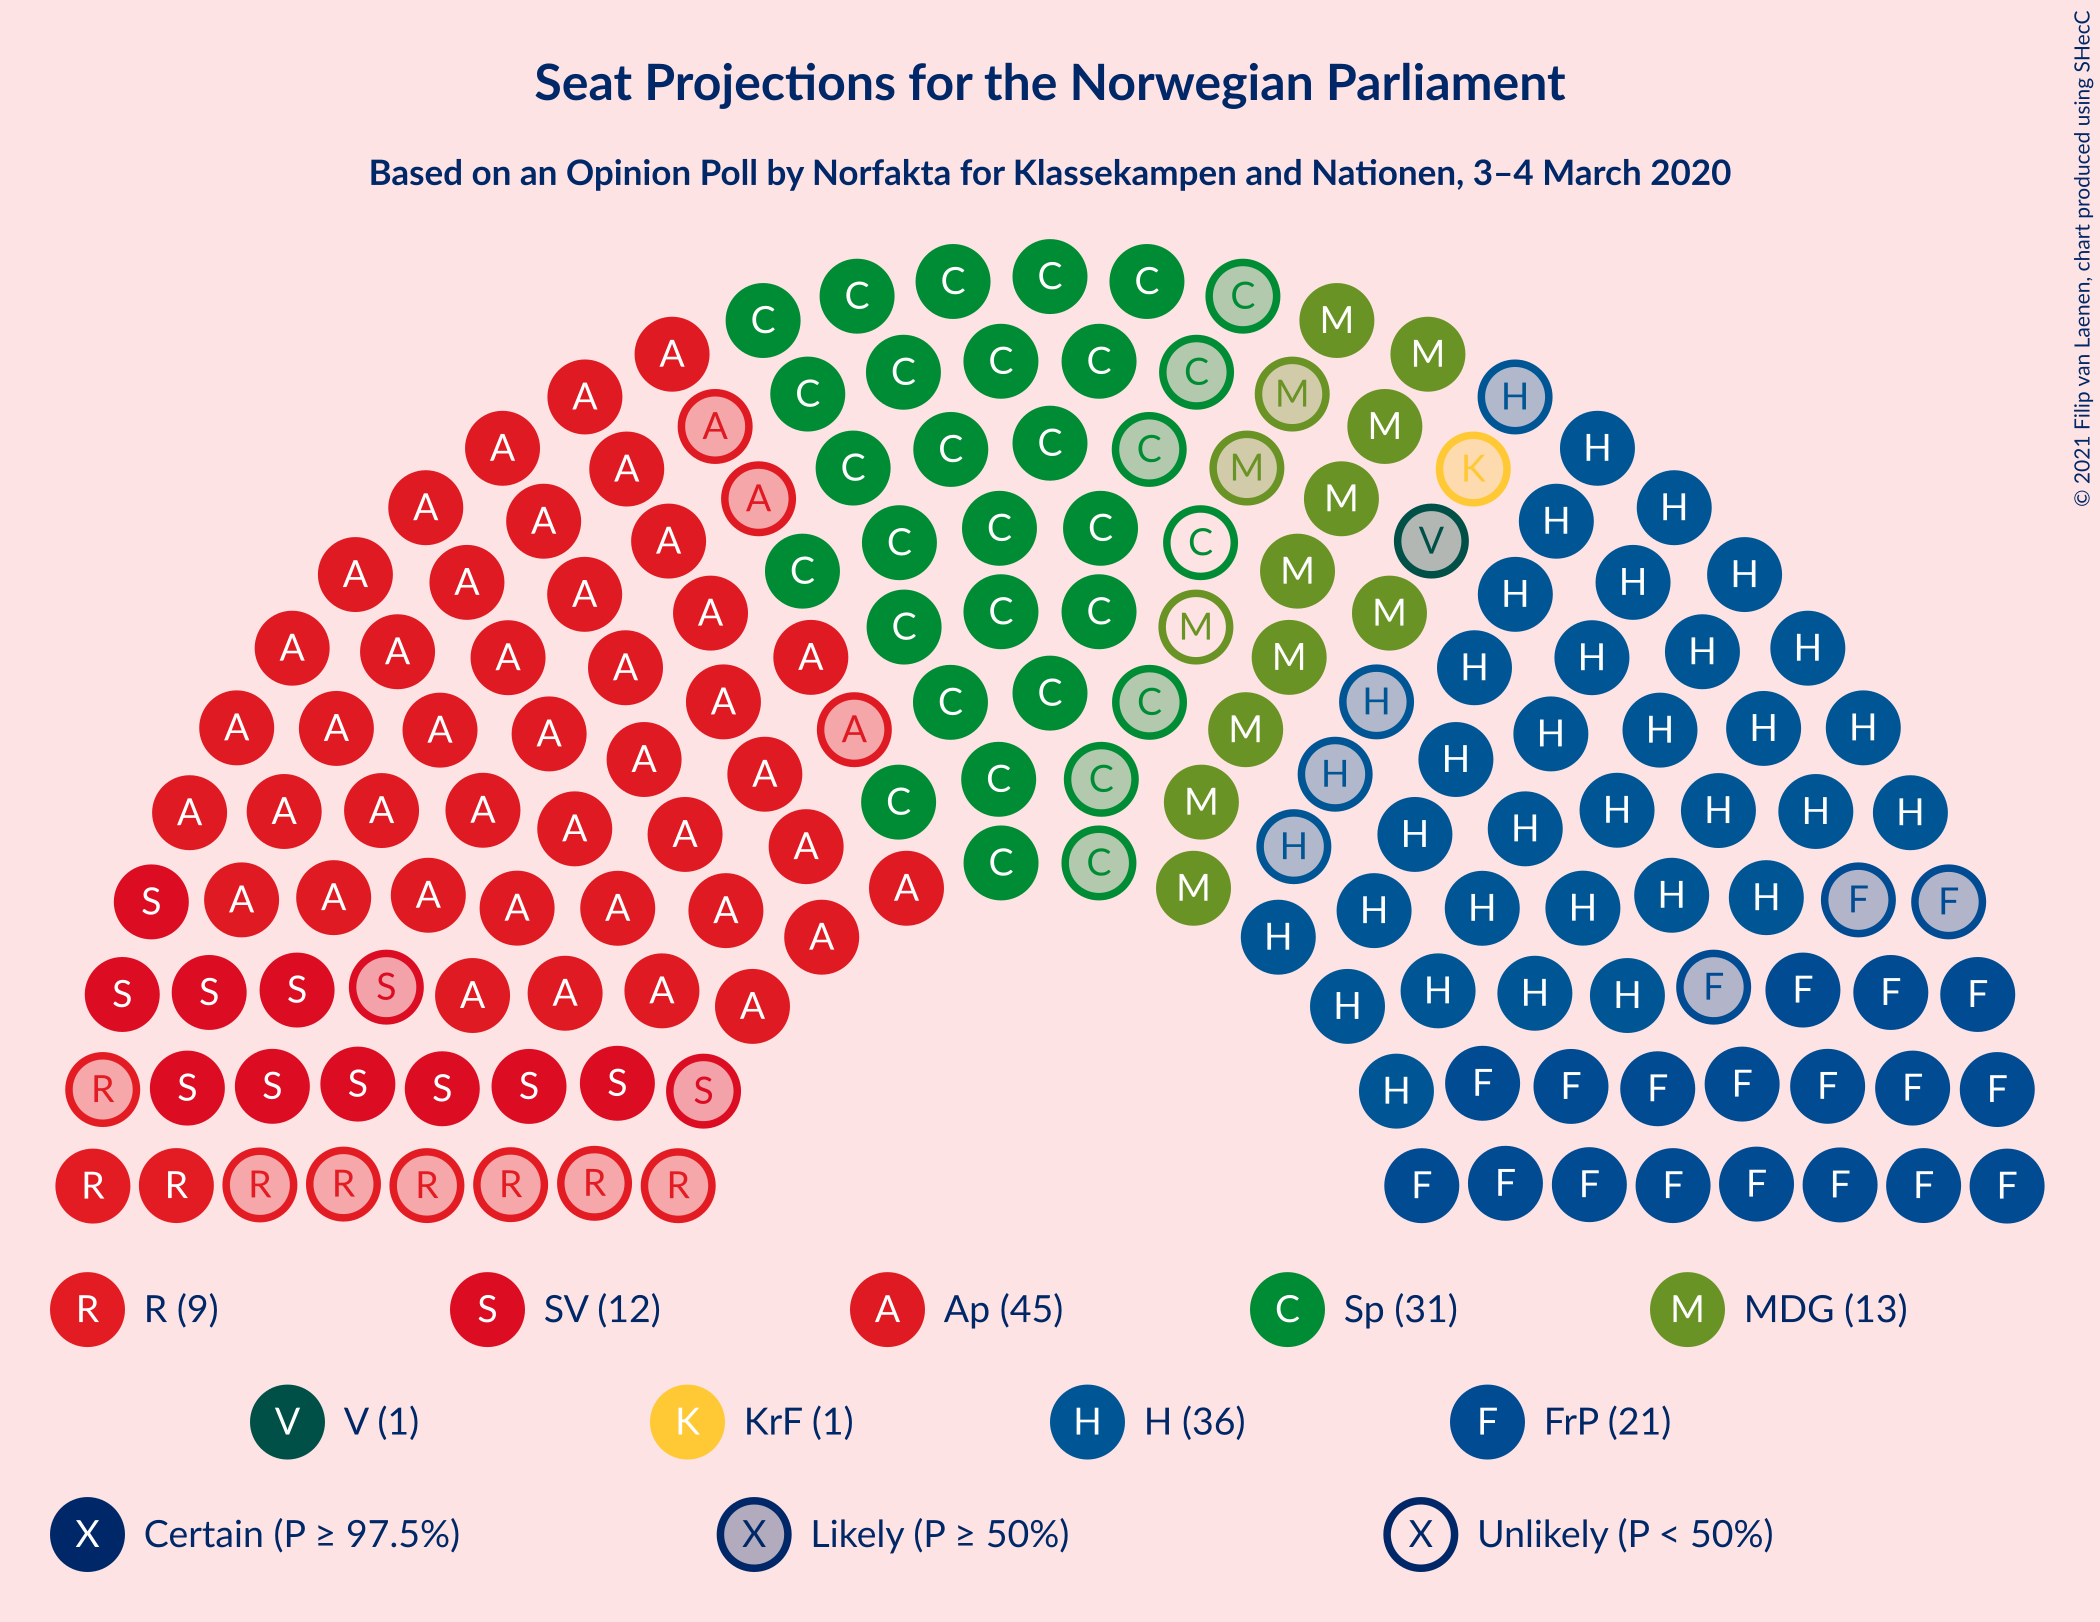 Seat Projections for the Norwegian Parliament
Based on an Opinion Poll by Norfakta for Klassekampen and Nationen, 3–4 March 2020
© 2021 Filip van Laenen, chart produced using SHecC
C C C C C C
C C M M
A C C C C C M H
A A C C C C M M K H
A A A C C C C C M M V H H
A A A A C C C C M M H H H
A A A A A C C C M M H H H H
A A A A A A C C C M H H H H H
A A A A A A A A C C C M H H H H H H H H
S A A A A A A A A C C M H H H H H H H F F
S S S S A A A A A H H H H H F F F F
R S S S S S S S H F F F F F F F
R R R R R R R R F F F F F F F F
R R (9) S SV (12) A Ap (45) C Sp (31) M MDG (13)
V V (1) K KrF (1) H H (36) F FrP (21)
X Certain (P ≥ 97.5%) X Likely (P ≥ 50%) X Unlikely (P < 50%)